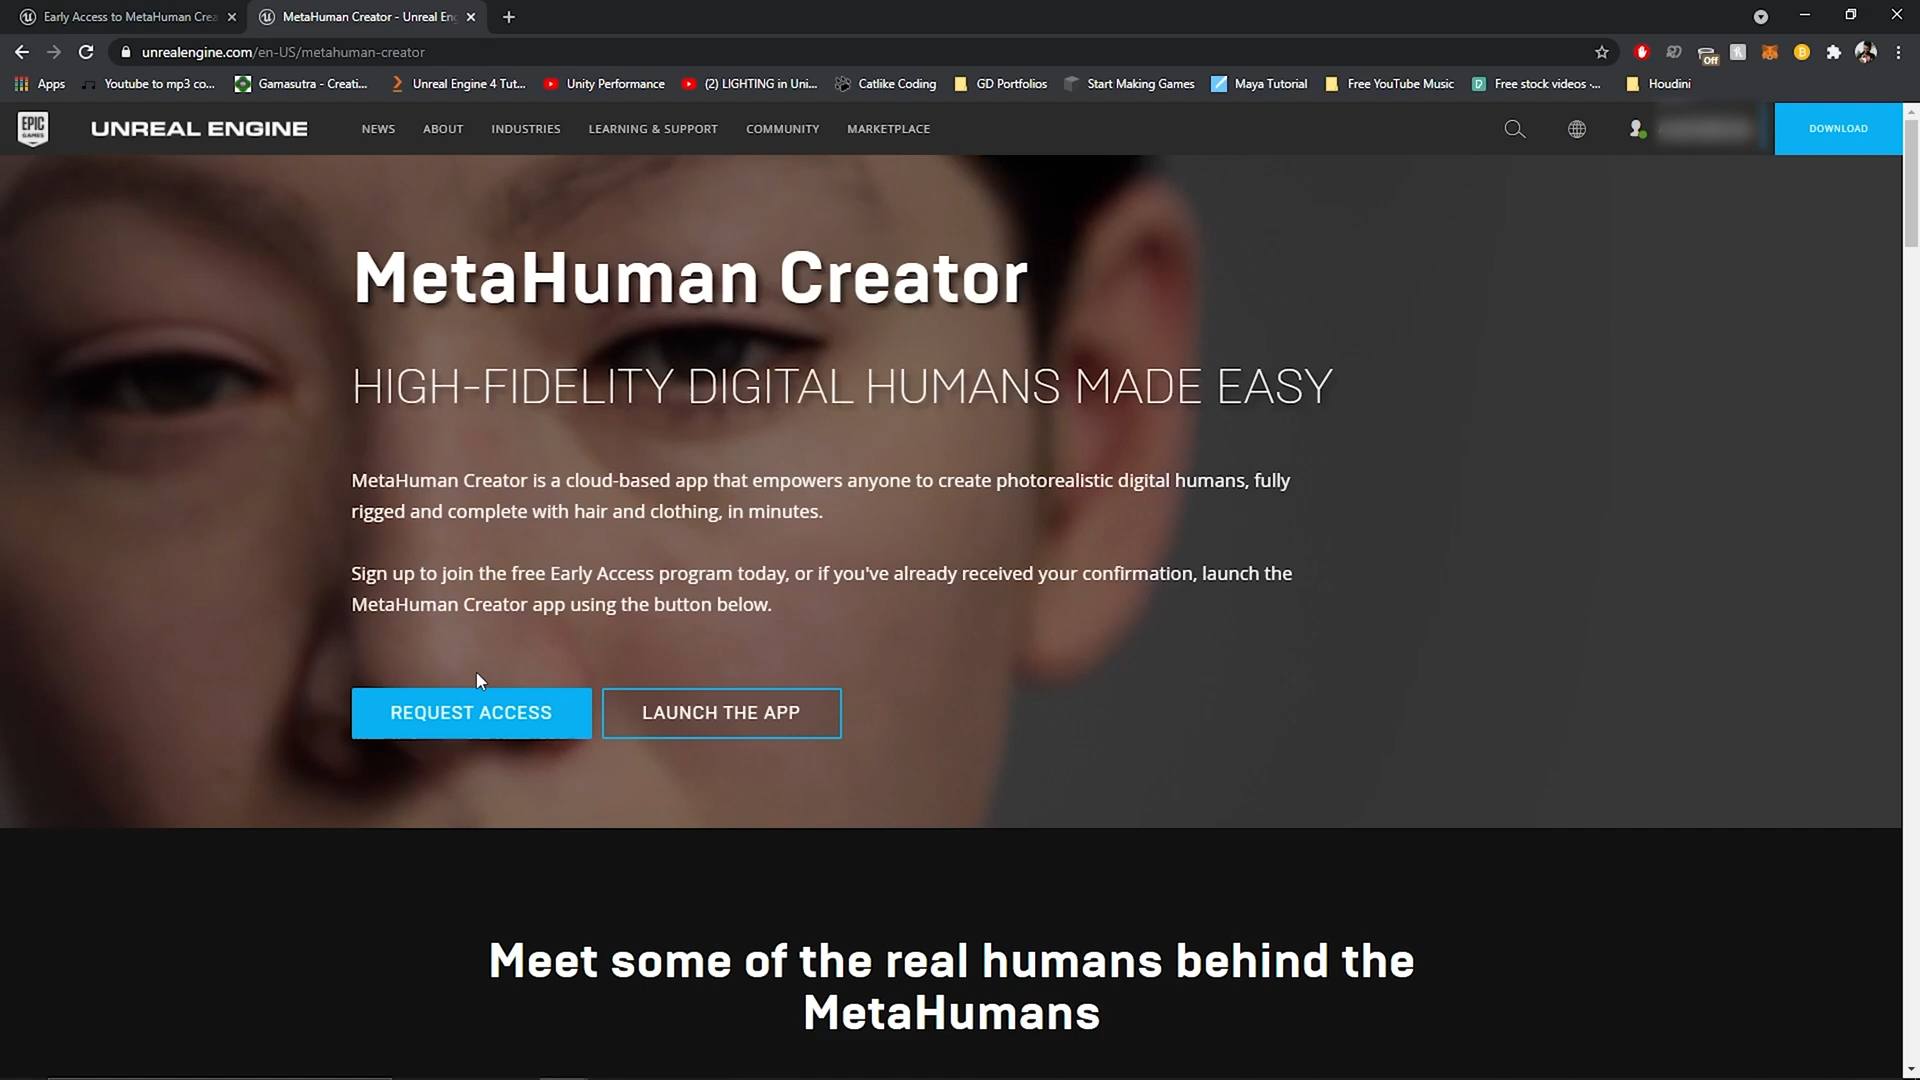 Early Access to MetaHuman Crea
MetaHuman Creator - Unreal Eng
unrealengine.com/en-US/metahuman-creator
Off
Apps
Youtube to mp3 co...
Gamasutra - Creati...
Unreal Engine 4 Tut...
Unity Performance
(2) LIGHTING in Uni...
Catlike Coding
GD Portfolios
Start Making Games
Maya Tutorial
Free YouTube Music
Free stock videos -...
Houdini
EPIC
GAMES
UNREAL ENGINE
NEWS
ABOUT
INDUSTRIES
LEARNING & SUPPORT
COMMUNITY
MARKETPLACE
DOWNLOAD
MetaHuman Creator
HIGH-FIDELITY DIGITAL HUMANS MADE EASY
MetaHuman Creator is a cloud-based app that empowers anyone to create photorealistic digital humans, fully
rigged and complete with hair and clothing, in minutes.
Sign up to join the free Early Access program today, or if you've already received your confirmation, launch the
MetaHuman Creator app using the button below.
REQUEST ACCESS
LAUNCH THE APP
Meet some of the real humans behind the
MetaHumans